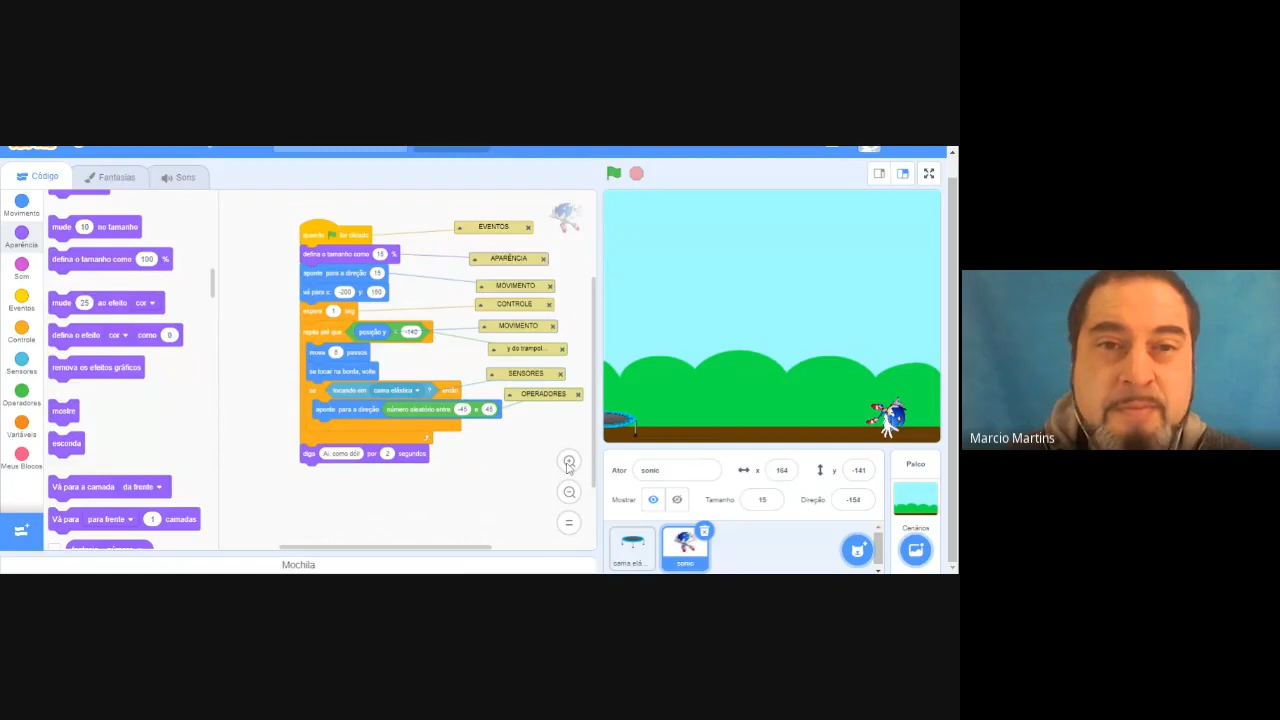 Código
Fantasias
Sons
Movimento
Aparência
Som
Eventos
Controle
Sensores
Operadores
Variáveis
Meus Blocos
mude 10 no tamanho
defina o tamanho como 100 %
mude 25 ao efeito cor
defina o efeito cor como 0
remova os efeitos gráficos
mostre
esconda
Vá para a camada da frente
Vá para para frente 1 camadas
quando for clicado
defina o tamanho como 15 %
aponte para a direção 15
vá para x: -200 y: 160
espere 1 seg
repita até que posição y < -140
mova 8 passos
se tocar na borda, volte
se tocando em cama elástica ? então
aponte para a direção número aleatório entre -45 e 45
diga Ai, como dói! por 2 segundos
EVENTOS
APARÊNCIA
MOVIMENTO
CONTROLE
MOVIMENTO
y do trampol...
SENSORES
OPERADORES
Mochila
Ator sonic x 164 y -141
Mostrar Tamanho 15 Direção -154
cama elá...
sonic
Palco
Cenários
Marcio Martins